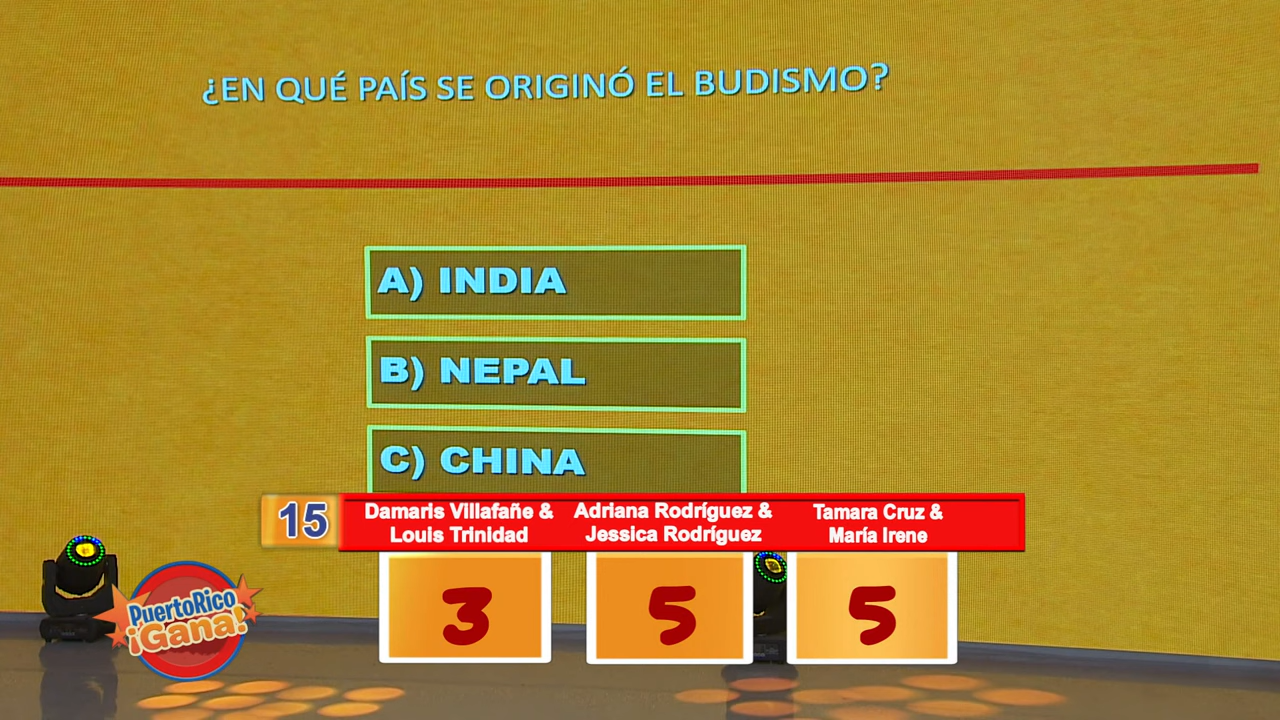 ¿EN QUÉ PAÍS SE ORIGINÓ EL BUDISMO?
A) INDIA
B) NEPAL
C) CHINA
15
Damaris Villafañe &
Louis Trinidad
Adriana Rodríguez &
Jessica Rodríguez
Tamara Cruz &
María Irene
3
5
5
PuertoRico
¡Gana!